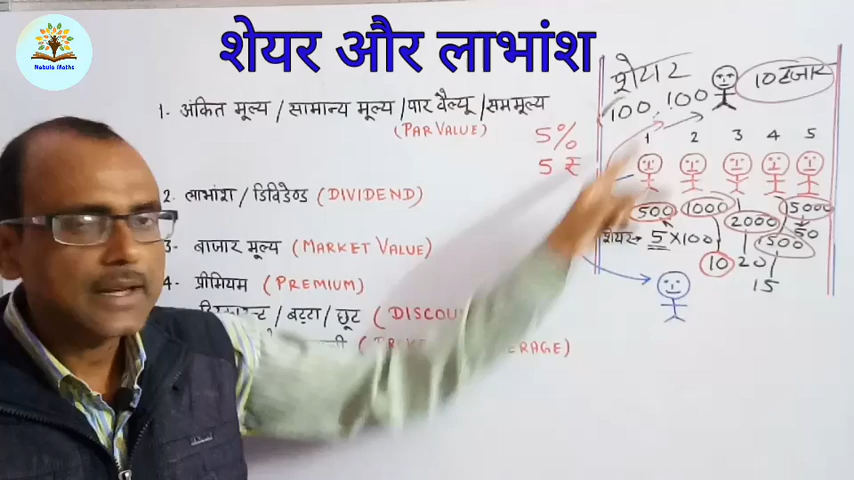 शेयर और लाभांश
Nebula Maths
1- अंकित मूल्य / सामान्य मूल्य / पार वैल्यू / सममूल्य
(PAR VALUE)
5%
5 ₹
2- लाभांश / डिविडेण्ड (DIVIDEND)
3- बाजार मूल्य (MARKET VALUE)
4- प्रीमियम (PREMIUM)
बट्टा / छूट (
शेयर
100, 100
10 हजार
1 2 3 4 5
500 1000 2000 5000
शेयर→ 5 × 100
1500 50
10 20
15